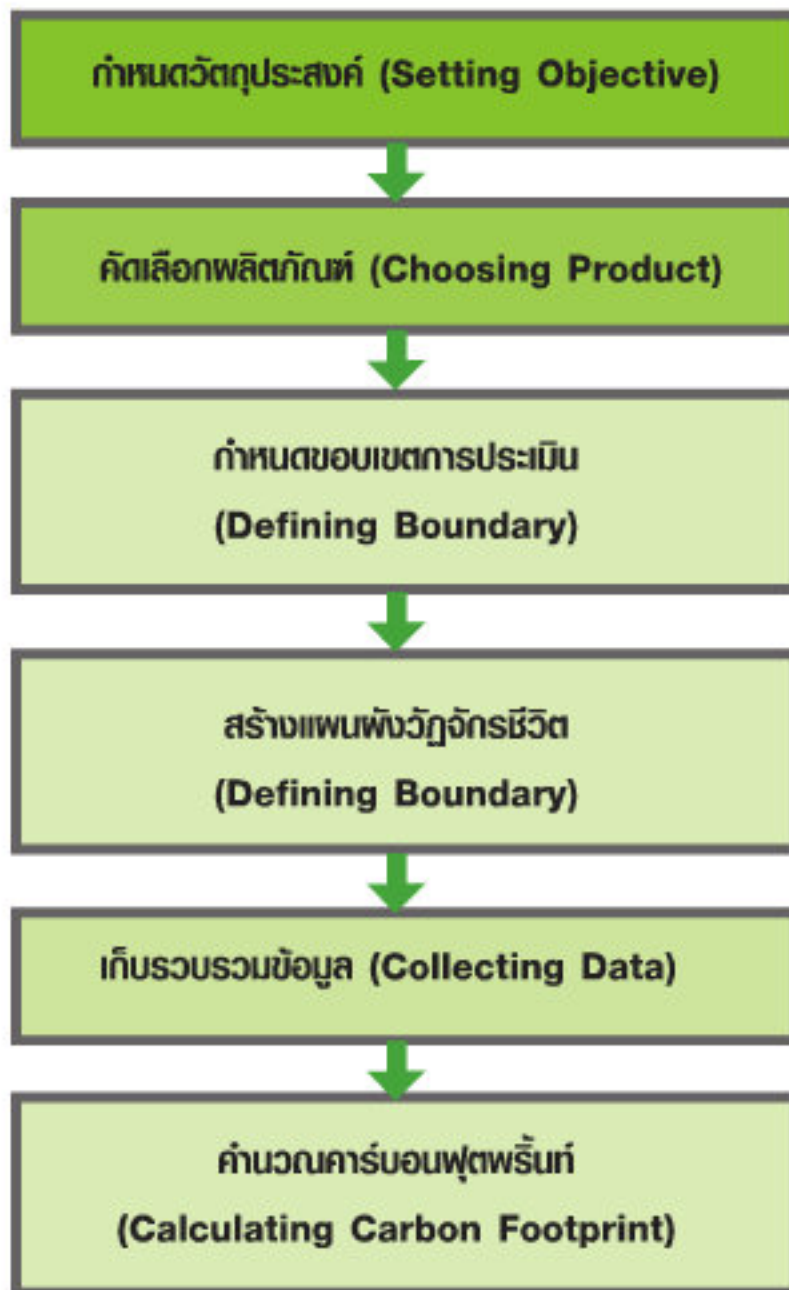 กำหนดวัตถุประสงค์ (Setting Objective)
คัดเลือกผลิตภัณฑ์ (Choosing Product)
กำหนดขอบเขตการประเมิน
(Defining Boundary)
สร้างแผนผังวัฏจักรชีวิต
(Defining Boundary)
เก็บรวบรวมข้อมูล (Collecting Data)
คำนวณคาร์บอนฟุตพริ้นท์
(Calculating Carbon Footprint)